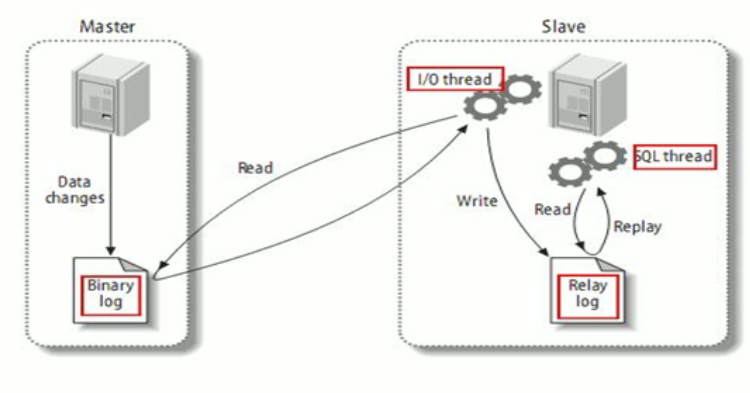 Master
Slave
I/O thread
SQL thread
Read
Data
changes
Write
Read
Replay
Binary
log
Relay
log